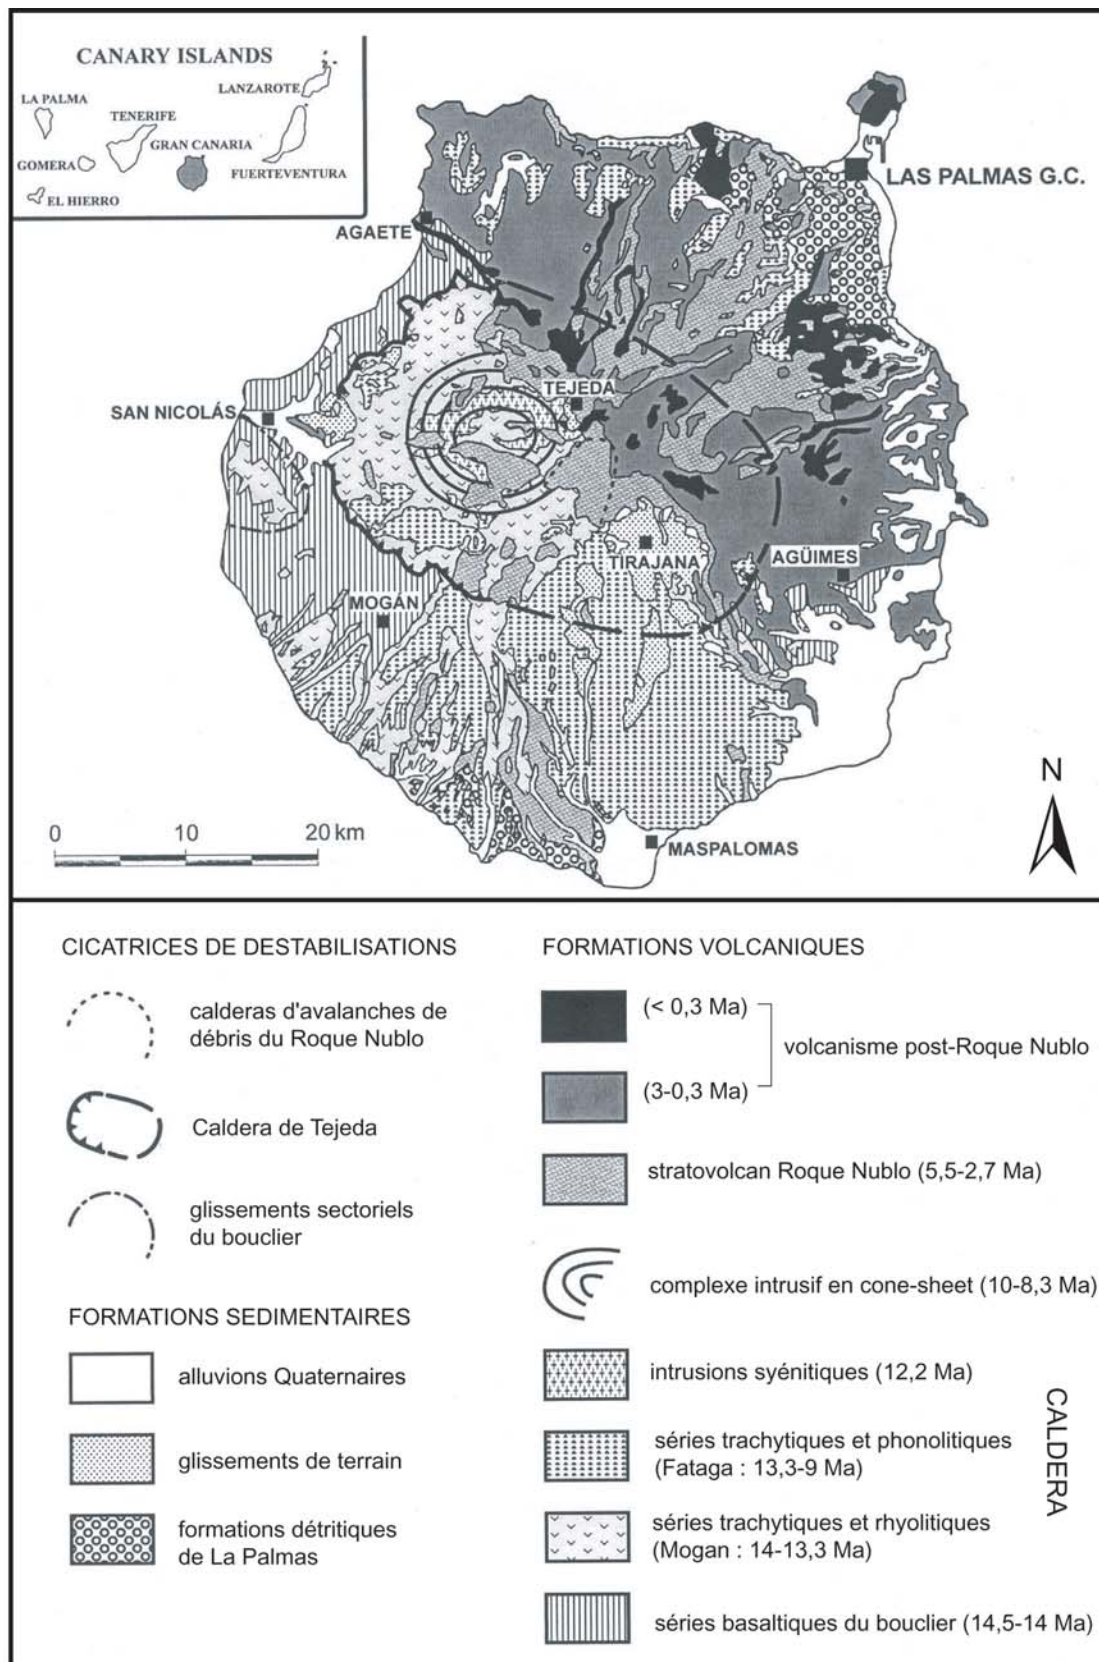 CANARY ISLANDS
LANZAROTE
LA PALMA
TENERIFE
GRAN CANARIA
GOMERA
FUERTEVENTURA
EL HIERRO
LAS PALMAS G.C.
AGAETE
TEJEDA
SAN NICOLÁS
TIRAJANA
AGÜIMES
MOGÁN
N
0 10 20 km
MASPALOMAS
CICATRICES DE DESTABILISATIONS
calderas d'avalanches de
débris du Roque Nublo
Caldera de Tejeda
glissements sectoriels
du bouclier
FORMATIONS SEDIMENTAIRES
alluvions Quaternaires
glissements de terrain
formations détritiques
de La Palmas
FORMATIONS VOLCANIQUES
(< 0,3 Ma)
volcanisme post-Roque Nublo
(3-0,3 Ma)
stratovolcan Roque Nublo (5,5-2,7 Ma)
complexe intrusif en cone-sheet (10-8,3 Ma)
intrusions syénitiques (12,2 Ma)
séries trachytiques et phonolitiques
(Fataga : 13,3-9 Ma)
séries trachytiques et rhyolitiques
(Mogan : 14-13,3 Ma)
séries basaltiques du bouclier (14,5-14 Ma)
CALDERA